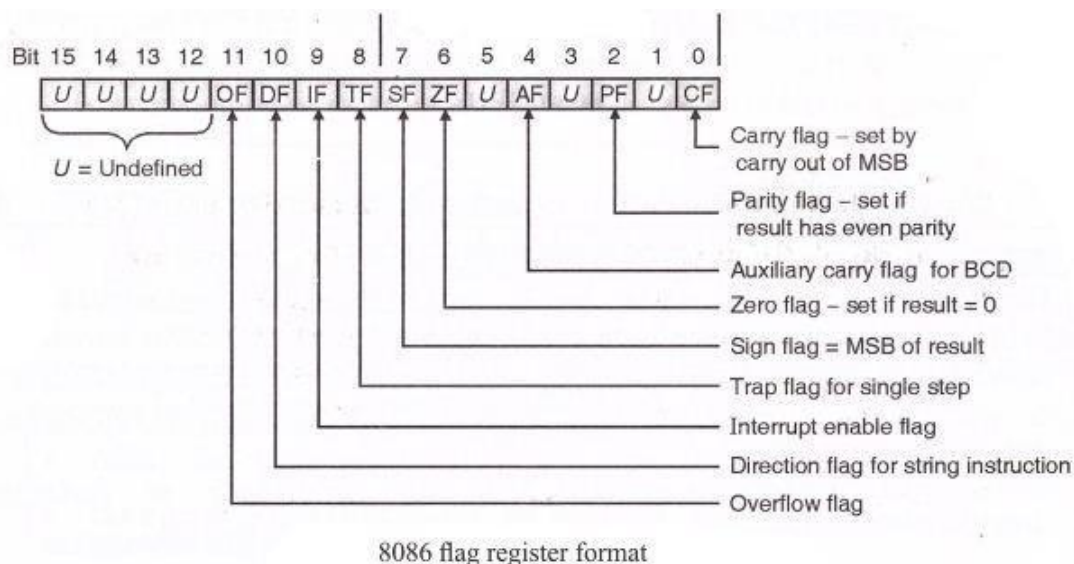 Bit 15 14 13 12 11 10 9 8 7 6 5 4 3 2 1 0
U U U U OF DF IF TF SF ZF U AF U PF U CF
U = Undefined
Carry flag – set by
carry out of MSB
Parity flag – set if
result has even parity
Auxiliary carry flag for BCD
Zero flag – set if result = 0
Sign flag = MSB of result
Trap flag for single step
Interrupt enable flag
Direction flag for string instruction
Overflow flag
8086 flag register format